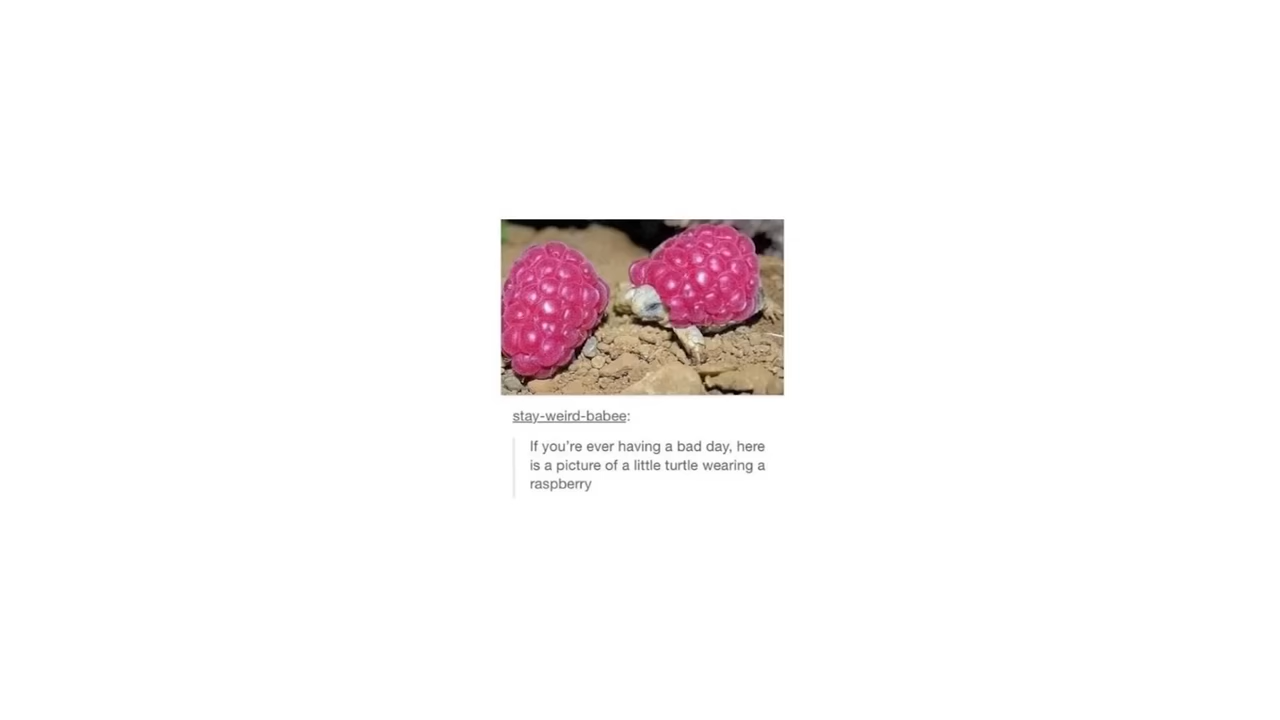 stay-weird-babee:
If you're ever having a bad day, here
is a picture of a little turtle wearing a
raspberry